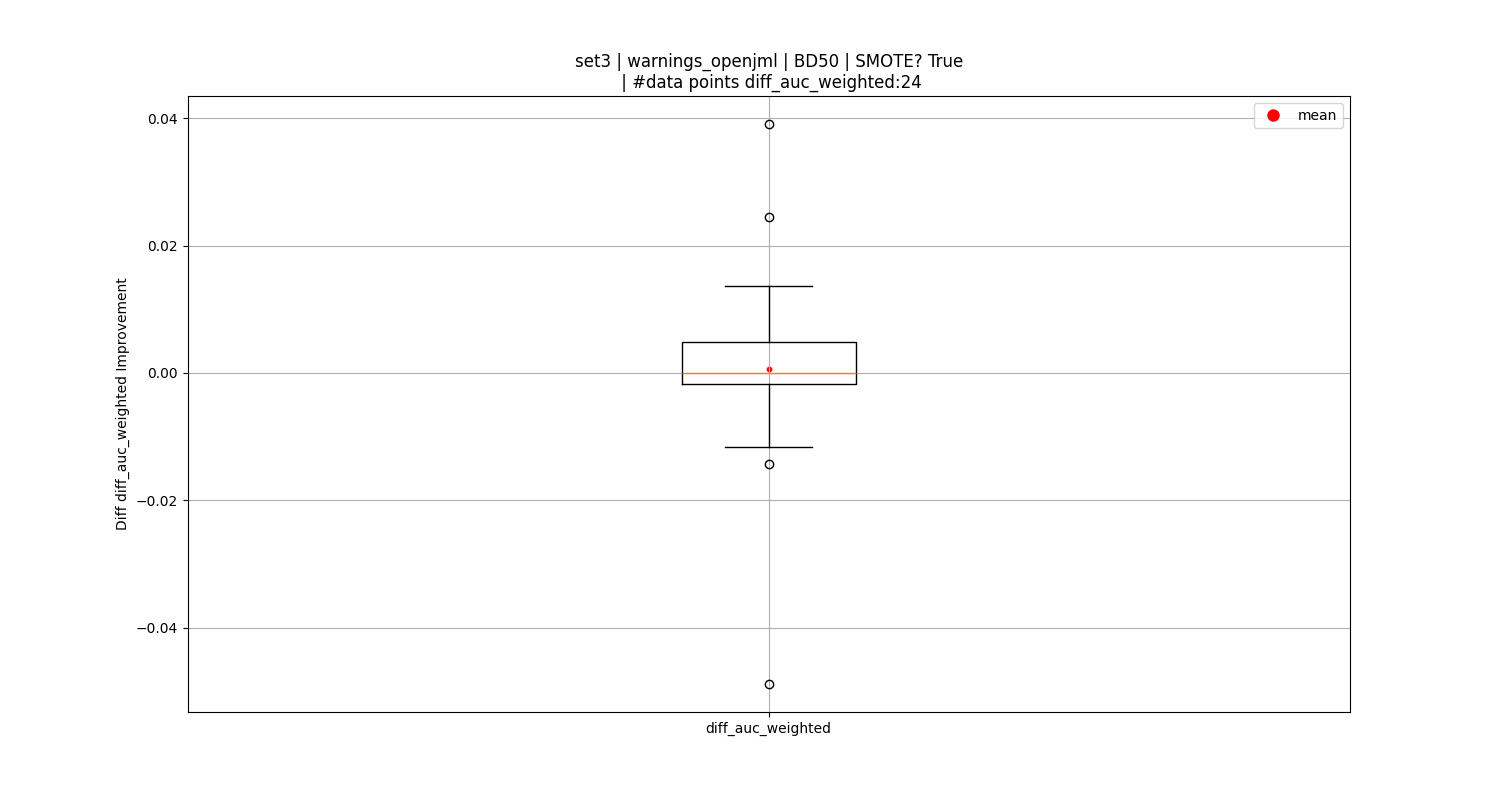 set3 | warnings_openjml | BD50 | SMOTE? True
| #data points diff_auc_weighted:24
mean
0.04
0.02
0.00
−0.02
−0.04
Diff diff_auc_weighted Improvement
diff_auc_weighted